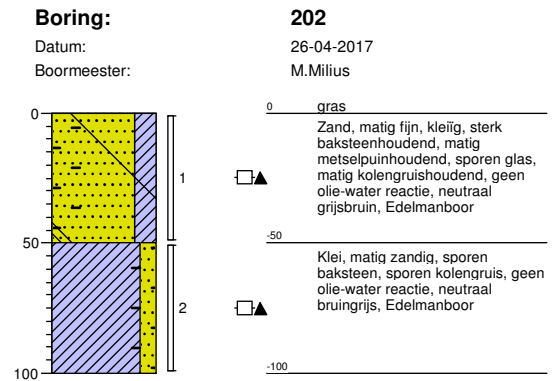 Boring: 202
Datum: 26-04-2017
Boormeester: M.Milius
0
0
gras
Zand, matig fijn, kleiïg, sterk
baksteenhoudend, matig
metselpuinhoudend, sporen glas,
matig kolengruishoudend, geen
olie-water reactie, neutraal
grijsbruin, Edelmanboor
1
50
-50
Klei, matig zandig, sporen
baksteen, sporen kolengruis, geen
olie-water reactie, neutraal
bruingrijs, Edelmanboor
2
100
-100